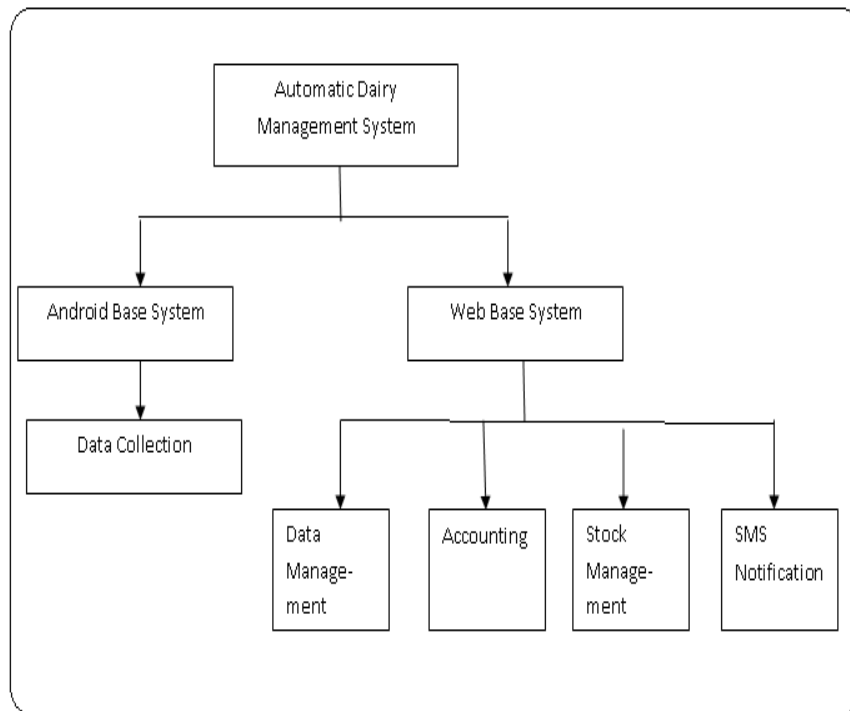 Automatic Dairy
Management System
Android Base System
Web Base System
Data Collection
Data
Manage-
ment
Accounting
Stock
Manage-
ment
SMS
Notification